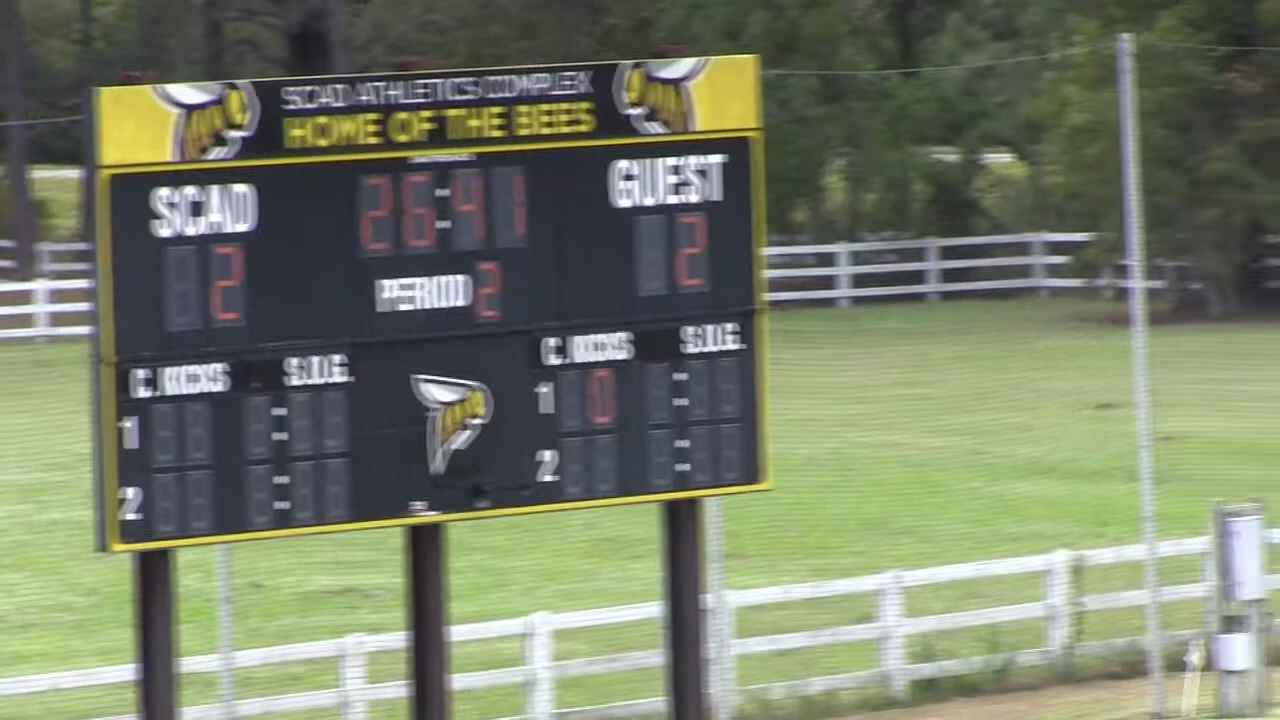 SCAD ATHLETICS COMPLEX
HOME OF THE BEES
SCAD 26:41 GUEST
2 PERIOD 2 2
C.KICKS S.O.G. C.KICKS S.O.G.
1 1 0
2 2